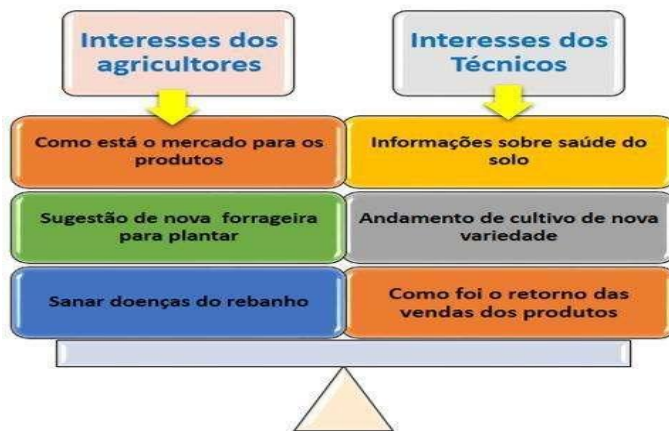 Interesses dos
agricultores
Interesses dos
Técnicos
Como está o mercado para os
produtos
Informações sobre saúde do
solo
Sugestão de nova forrageira
para plantar
Andamento de cultivo de nova
variedade
Sanar doenças do rebanho
Como foi o retorno das
vendas dos produtos